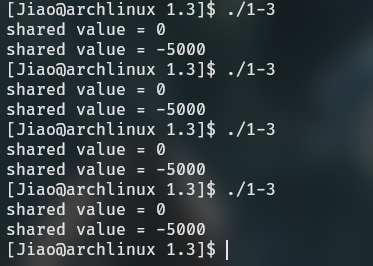 [Jiao@archlinux 1.3]$ ./1-3
shared value = 0
shared value = -5000
[Jiao@archlinux 1.3]$ ./1-3
shared value = 0
shared value = -5000
[Jiao@archlinux 1.3]$ ./1-3
shared value = 0
shared value = -5000
[Jiao@archlinux 1.3]$ ./1-3
shared value = 0
shared value = -5000
[Jiao@archlinux 1.3]$